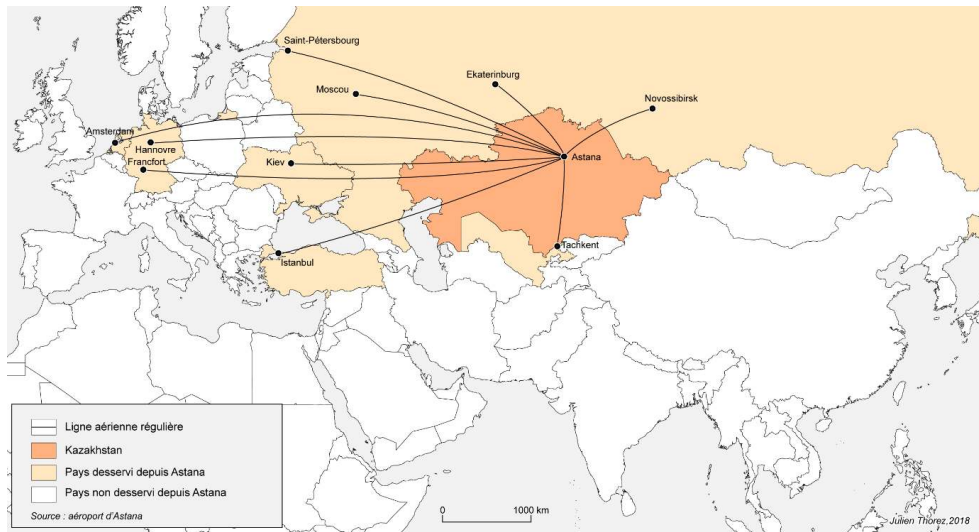 Saint-Pétersbourg
Ekaterinburg
Moscou
Novossibirsk
Amsterdam
Hannovre
Francfort
Kiev
Astana
Tachkent
Istanbul
Ligne aérienne régulière
Kazakhstan
Pays desservi depuis Astana
Pays non desservi depuis Astana
Source : aéroport d'Astana
0 1000 km
Julien Thorez, 2018